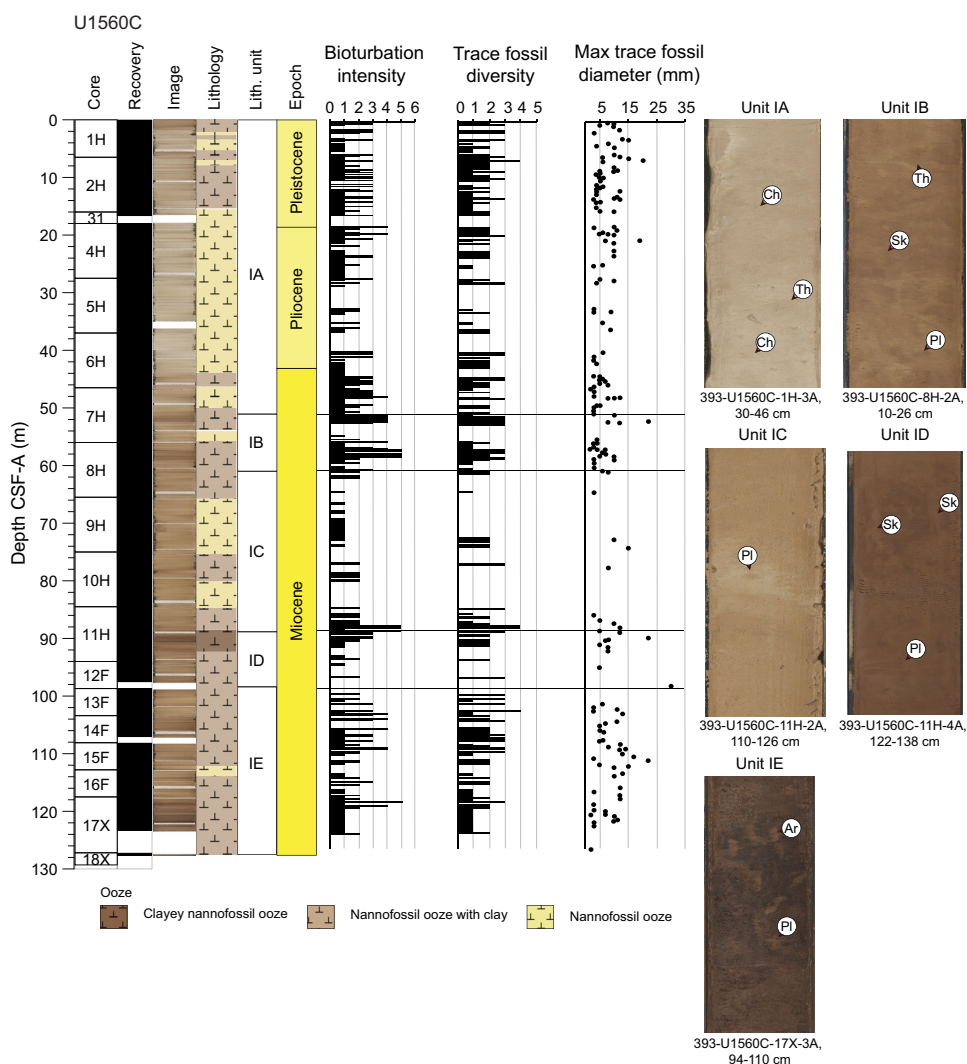 U1560C
Core
Recovery
Image
Lithology
Lith. unit
Epoch
Bioturbation
intensity
Trace fossil
diversity
Max trace fossil
diameter (mm)
0 1 2 3 4 5 6
0 1 2 3 4 5
5 15 25 35
Depth CSF-A (m)
0
10
20
30
40
50
60
70
80
90
100
110
120
130
1H
2H
31
4H
5H
6H
7H
8H
9H
10H
11H
12F
13F
14F
15F
16F
17X
18X
IA
IB
IC
ID
IE
Pleistocene
Pliocene
Miocene
Unit IA
Ch
Th
Ch
393-U1560C-1H-3A,
30-46 cm
Unit IB
Th
Sk
Pl
393-U1560C-8H-2A,
10-26 cm
Unit IC
Pl
393-U1560C-11H-2A,
110-126 cm
Unit ID
Sk
Sk
Pl
393-U1560C-11H-4A,
122-138 cm
Unit IE
Ar
Pl
393-U1560C-17X-3A,
94-110 cm
Ooze
Clayey nannofossil ooze
Nannofossil ooze with clay
Nannofossil ooze